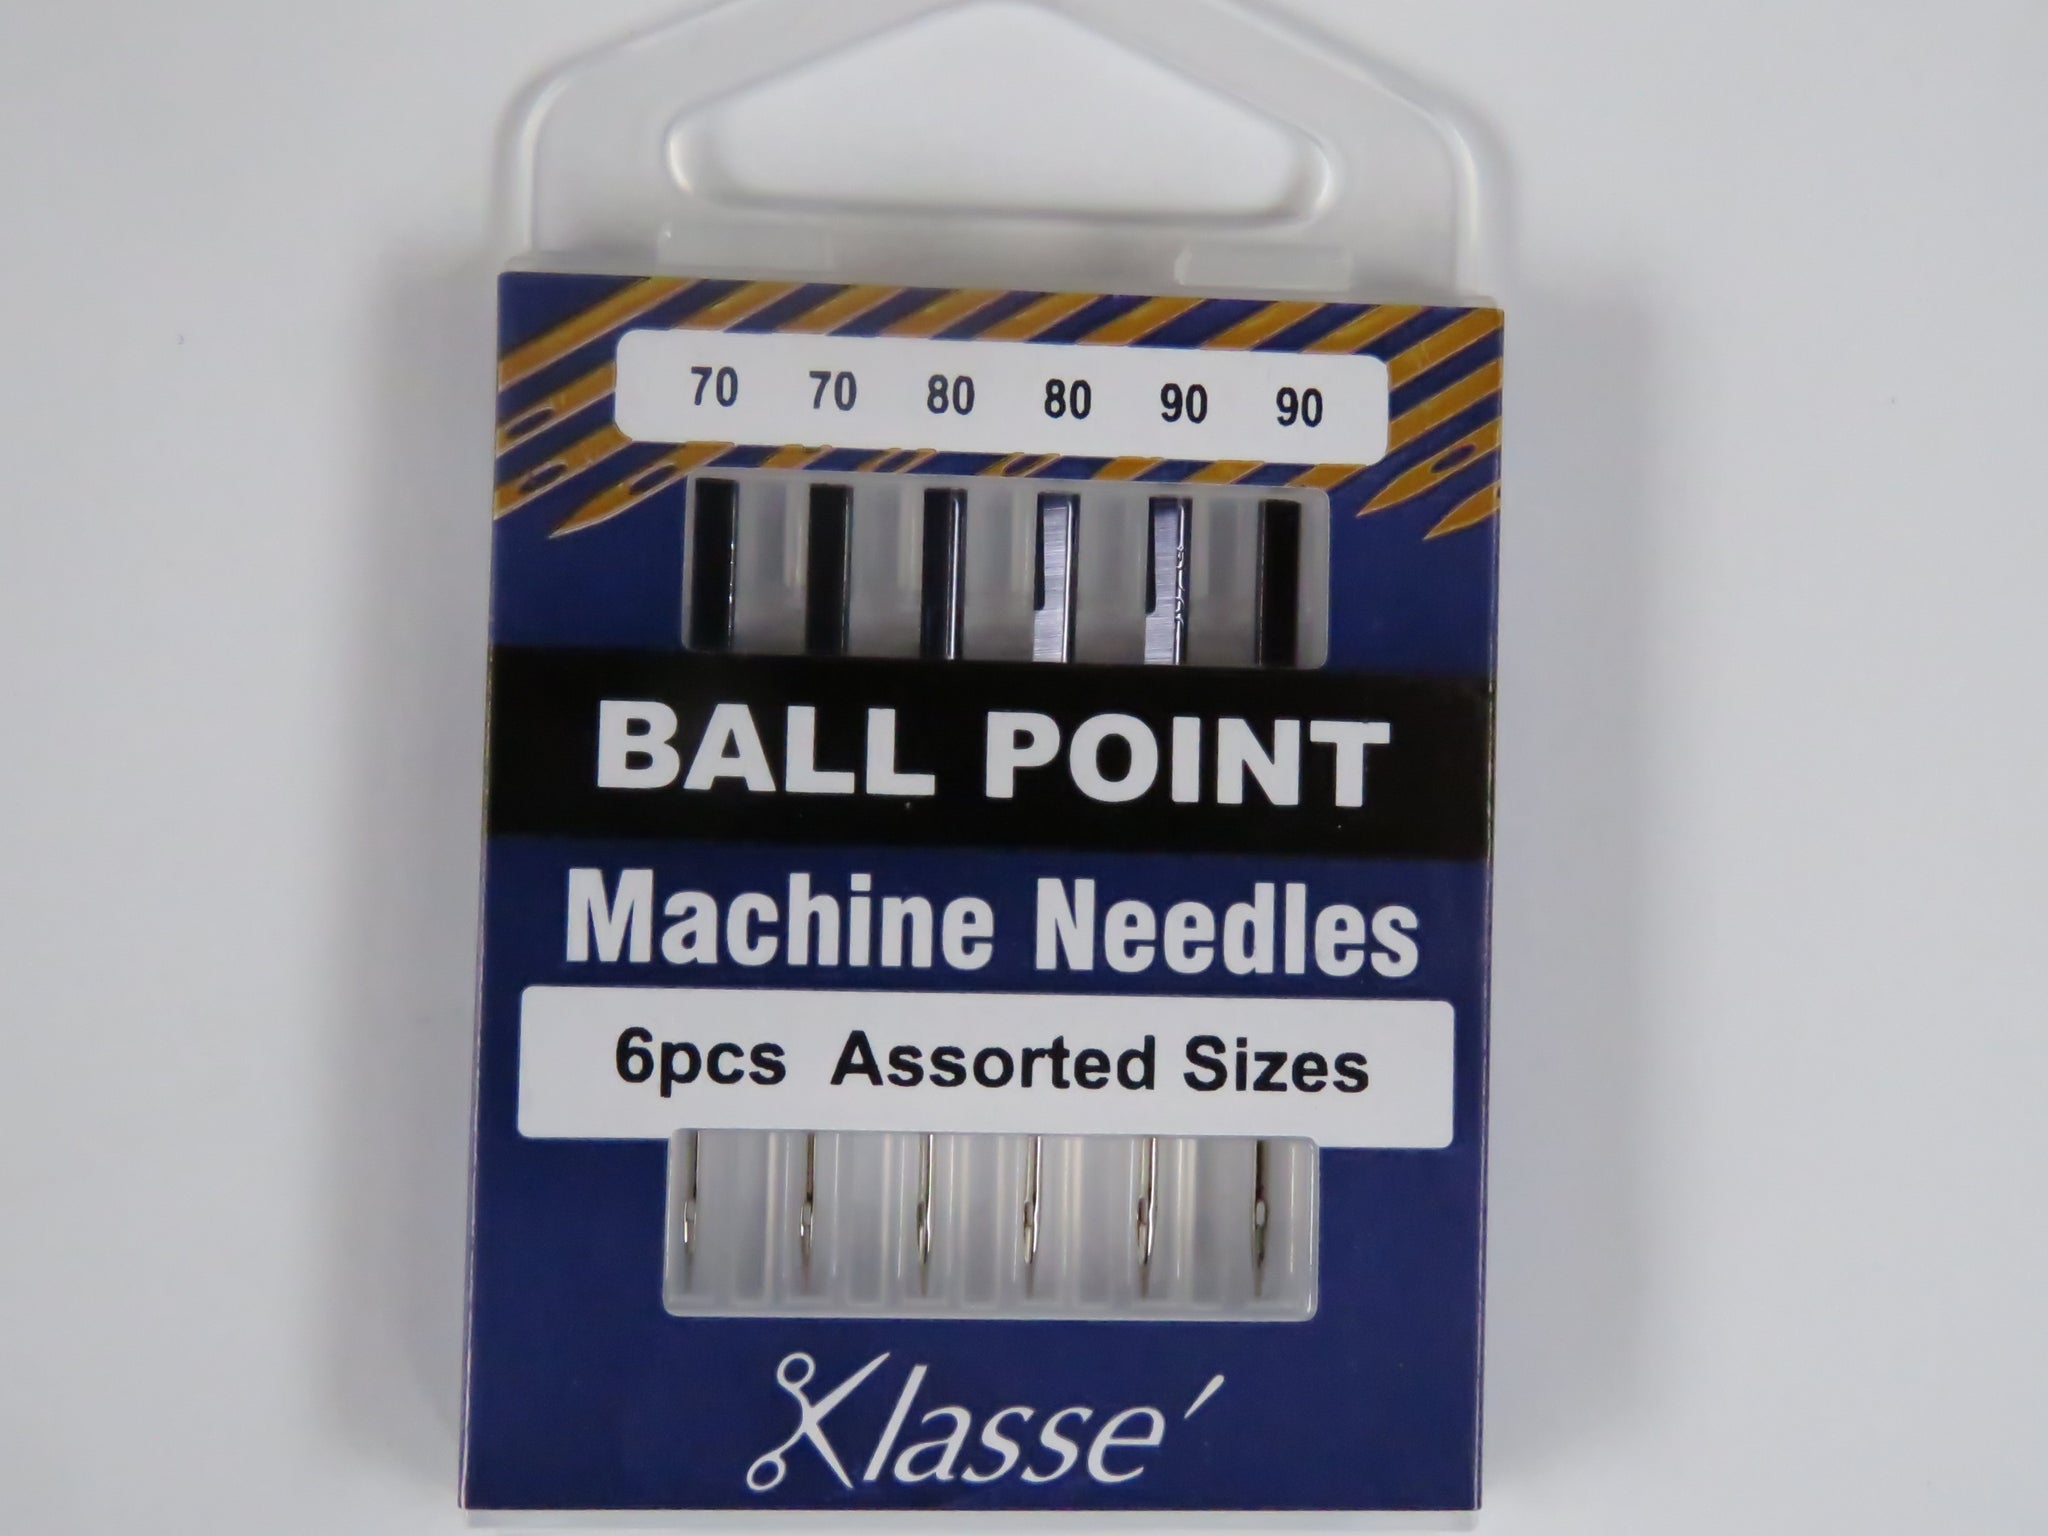 70 70 80 80 90 90
BALL POINT
Machine Needles
6pcs Assorted Sizes
Klasse´